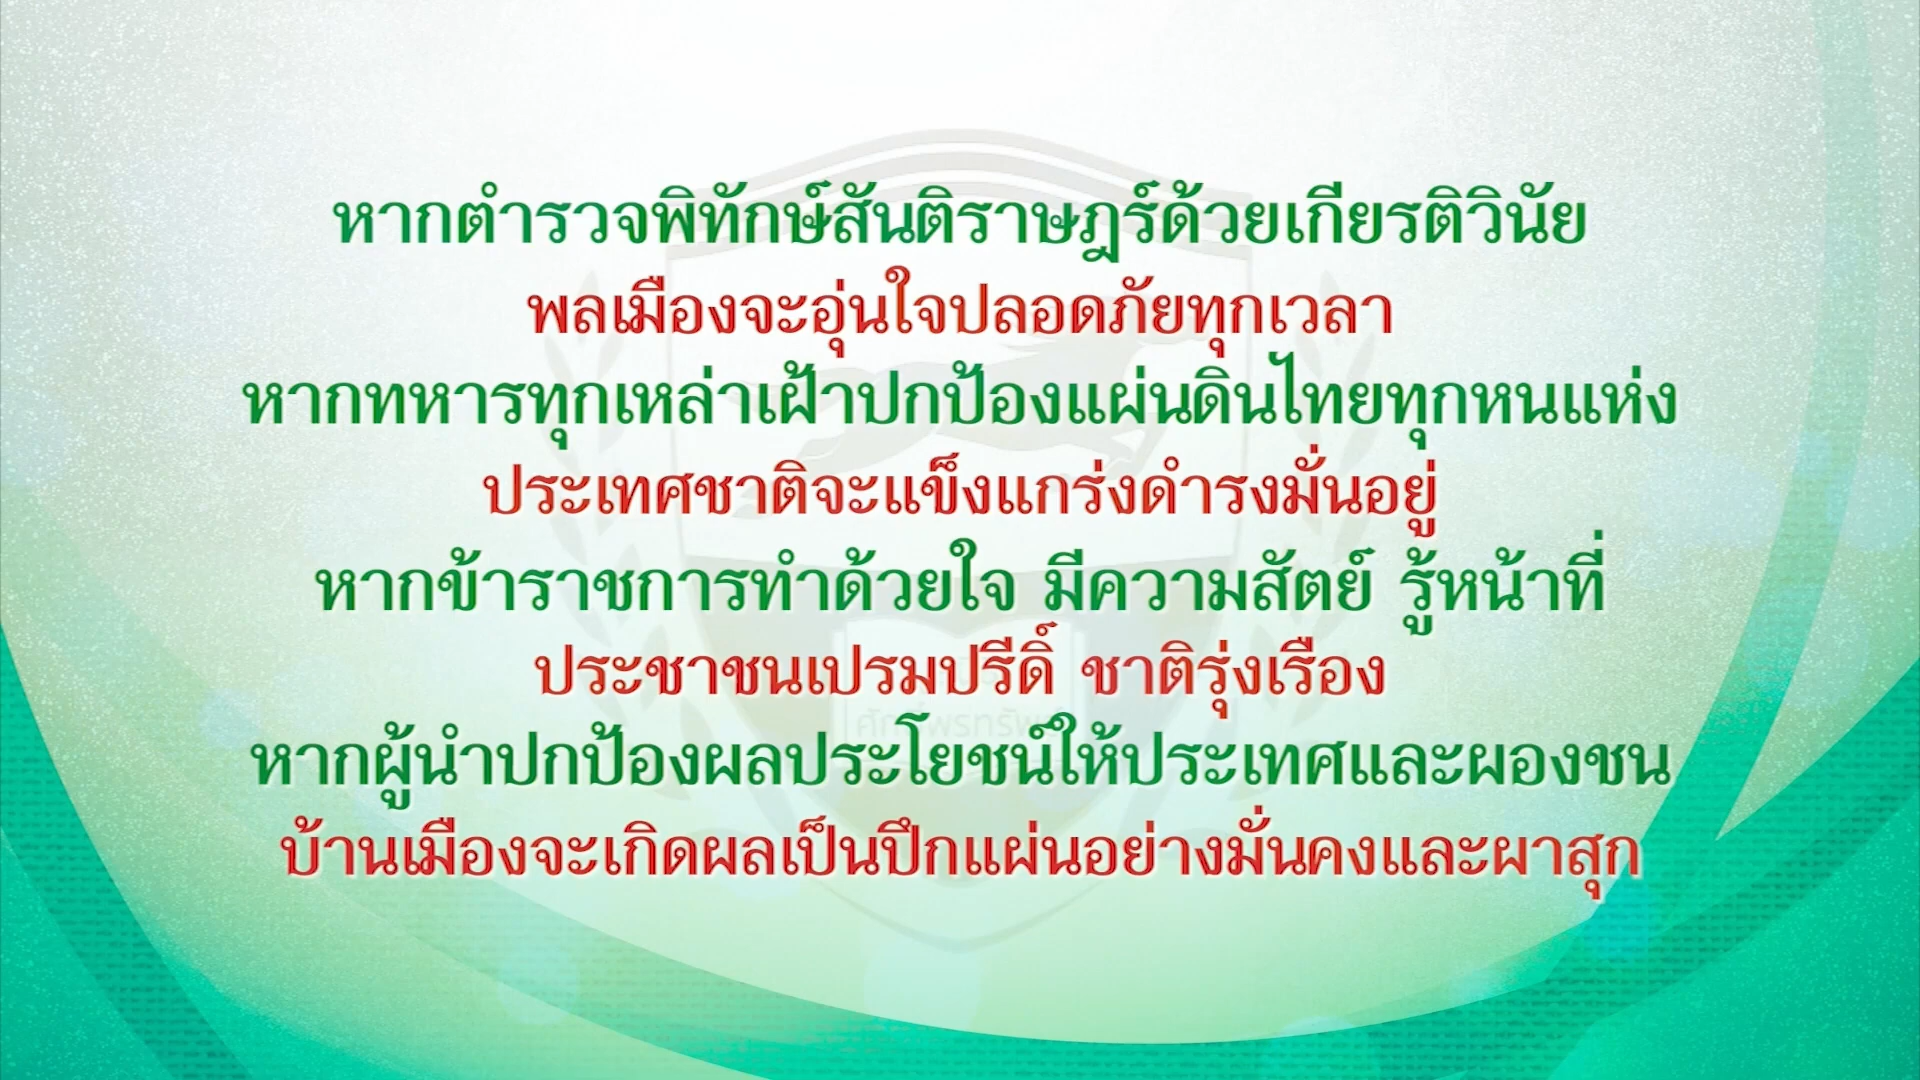 หากตำรวจพิทักษ์สันติราษฎร์ด้วยเกียรติวินัย
พลเมืองจะอุ่นใจปลอดภัยทุกเวลา
หากทหารทุกเหล่าเฝ้าปกป้องแผ่นดินไทยทุกหนแห่ง
ประเทศชาติจะแข็งแกร่งดำรงมั่นอยู่
หากข้าราชการทำด้วยใจ มีความสัตย์ รู้หน้าที่
ประชาชนเปรมปรีดิ์ ชาติรุ่งเรือง
หากผู้นำปกป้องผลประโยชน์ให้ประเทศและผองชน
บ้านเมืองจะเกิดผลเป็นปึกแผ่นอย่างมั่นคงและผาสุก